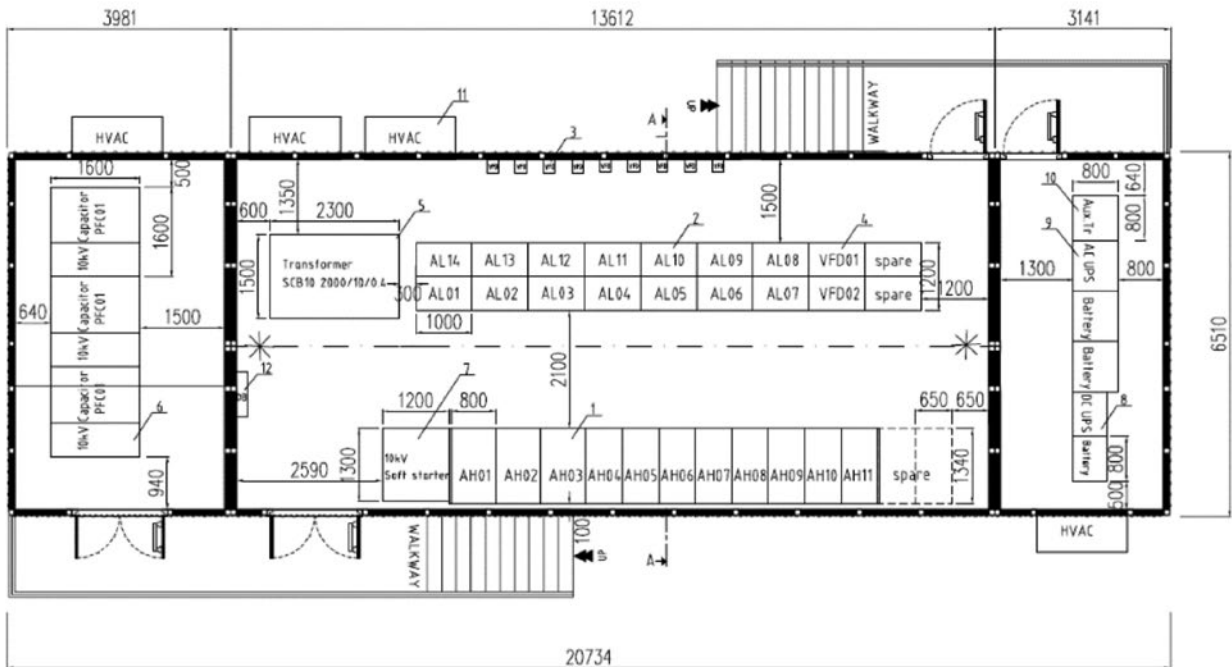 3981
13612
3141
11
HVAC
HVAC
HVAC
3
A
UP
WALKWAY
1600
500
600
1350
2300
5
1500
2
4
10
800
640
9
800
10kV Capacitor
PFC01
1600
Transformer
SCB10 2000/10/0.4
1500
300
AL14
AL13
AL12
AL11
AL10
AL09
AL08
VFD01
spare
AL01
AL02
AL03
AL04
AL05
AL06
AL07
VFD02
spare
1200
1200
1000
Aux.Tr
AC UPS
Battery
Battery
DC UPS
Battery
1300
800
6510
10kV Capacitor
PFC01
640
1500
2100
12
10kV Capacitor
PFC01
6
7
1200
800
1
650
650
8
10kV
Soft starter
1300
AH01
AH02
AH03
AH04
AH05
AH06
AH07
AH08
AH09
AH10
AH11
spare
1340
800
600
940
2590
WALKWAY
100
UP
A
HVAC
20734